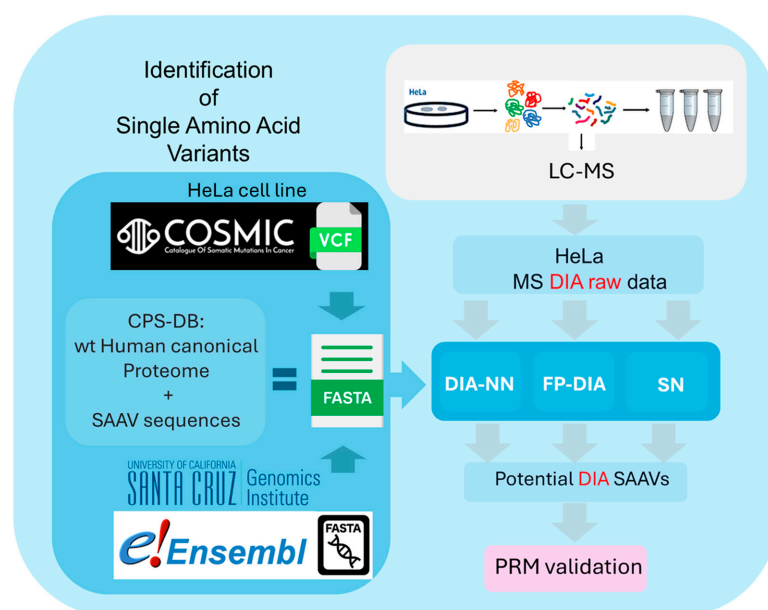 Identification
of
Single Amino Acid
Variants
HeLa cell line
COSMIC
Catalogue Of Somatic Mutations In Cancer
VCF
CPS-DB:
wt Human canonical
Proteome
+
SAAV sequences
=
FASTA
UNIVERSITY OF CALIFORNIA
SANTA CRUZ
Genomics
Institute
e!Ensembl
FASTA
HeLa
LC-MS
HeLa
MS DIA raw data
DIA-NN
FP-DIA
SN
Potential DIA SAAVs
PRM validation